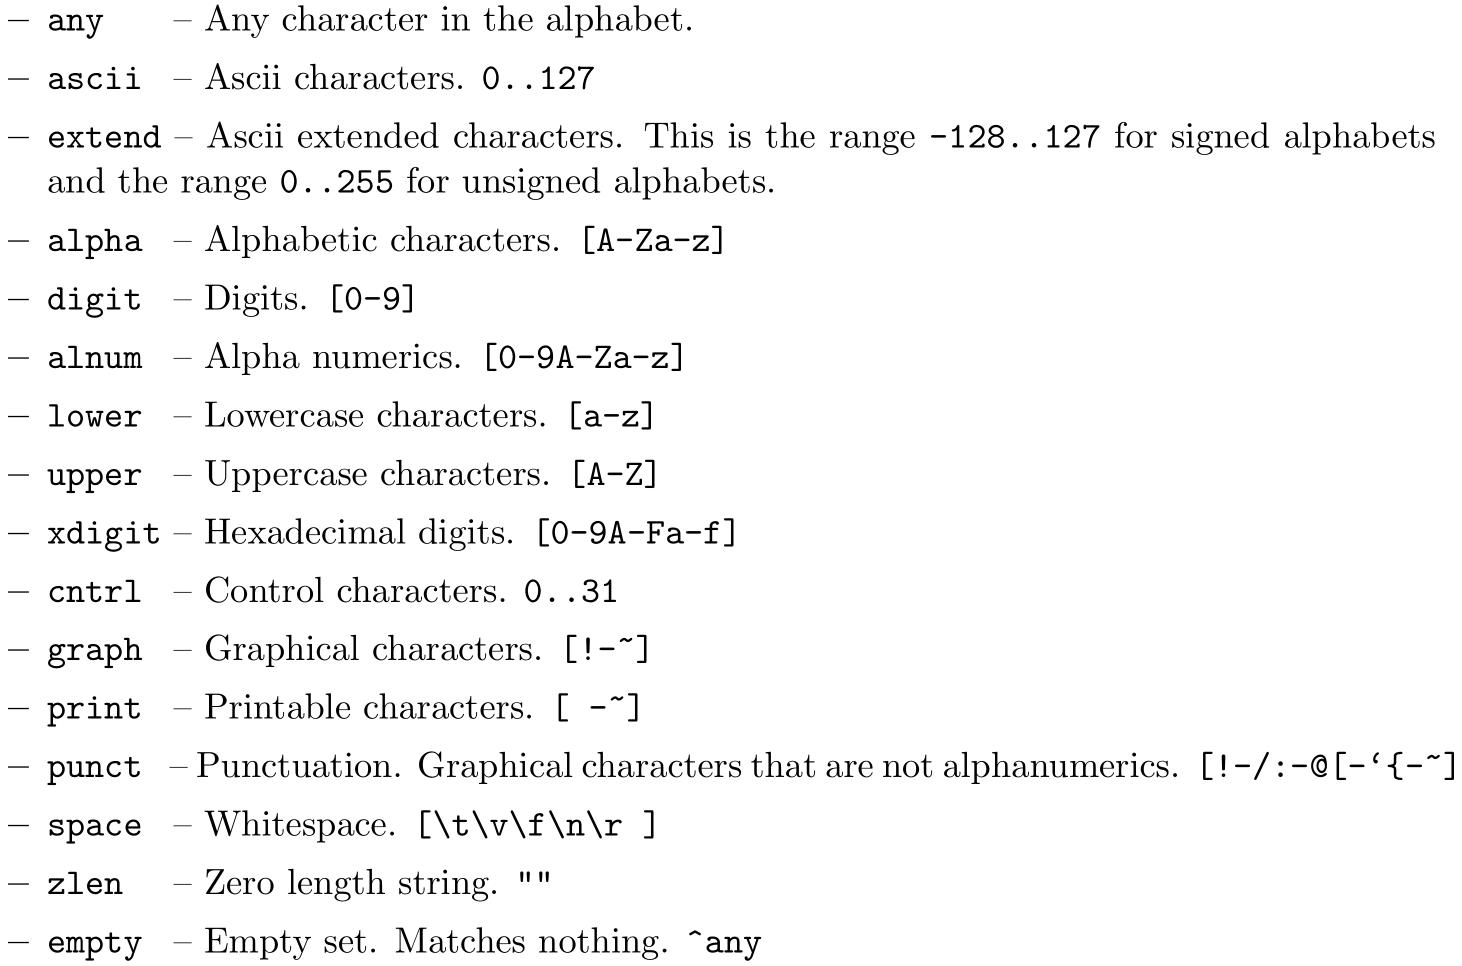 – any – Any character in the alphabet.
– ascii – Ascii characters. 0..127
– extend – Ascii extended characters. This is the range -128..127 for signed alphabets
and the range 0..255 for unsigned alphabets.
– alpha – Alphabetic characters. [A-Za-z]
– digit – Digits. [0-9]
– alnum – Alpha numerics. [0-9A-Za-z]
– lower – Lowercase characters. [a-z]
– upper – Uppercase characters. [A-Z]
– xdigit – Hexadecimal digits. [0-9A-Fa-f]
– cntrl – Control characters. 0..31
– graph – Graphical characters. [!-~]
– print – Printable characters. [ -~]
– punct – Punctuation. Graphical characters that are not alphanumerics. [!-/:-@[-‘{-~]
– space – Whitespace. [\t\v\f\n\r ]
– zlen – Zero length string. ""
– empty – Empty set. Matches nothing. ^any